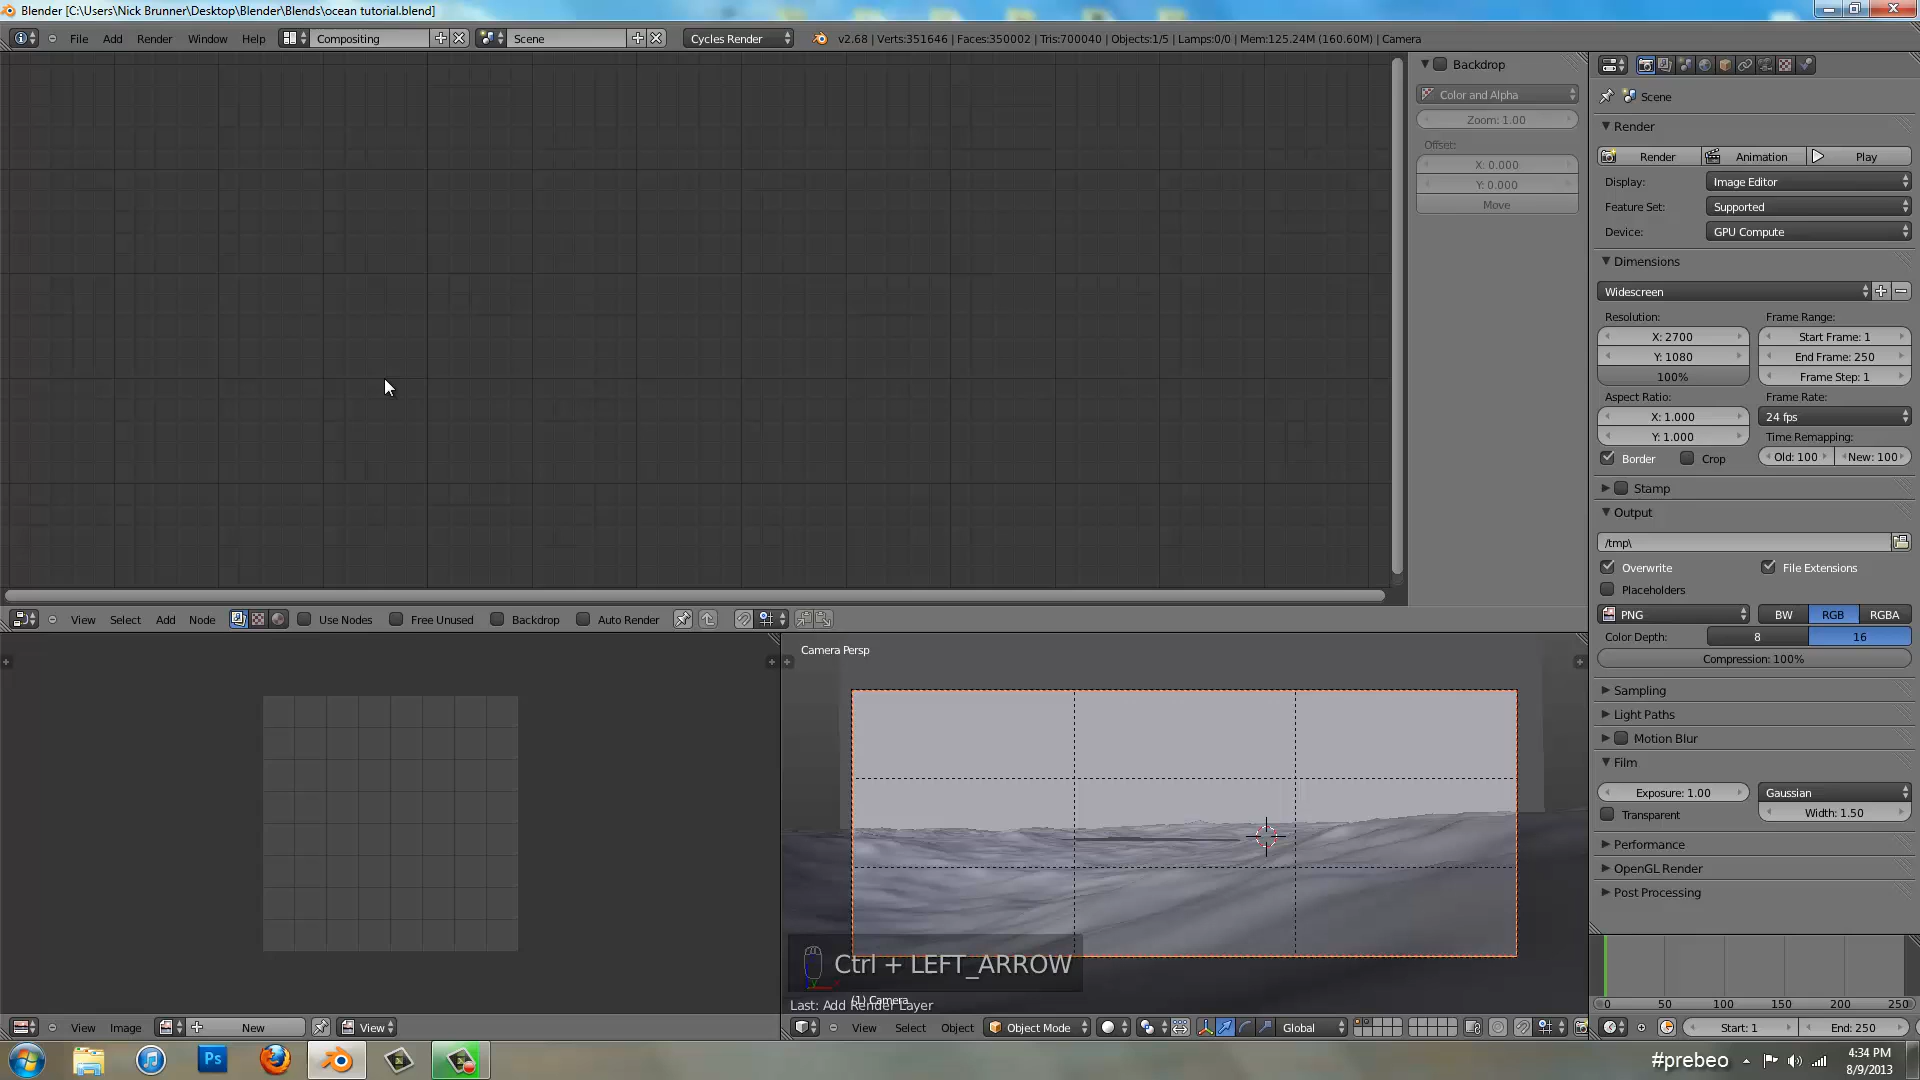 Blender [C:\Users\Nick Brunner\Desktop\Blender\Blends\ocean tutorial.blend]
File Add Render Window Help Compositing Scene Cycles Render v2.68 | Verts:351646 | Faces:350002 | Tris:700040 | Objects:1/5 | Lamps:0/0 | Mem:125.24M (160.60M) | Camera
Backdrop
Color and Alpha
Zoom: 1.00
Offset:
X: 0.000
Y: 0.000
Move
Scene
Render
Render Animation Play
Display: Image Editor
Feature Set: Supported
Device: GPU Compute
Dimensions
Widescreen
Resolution: Frame Range:
X: 2700 Start Frame: 1
Y: 1080 End Frame: 250
100% Frame Step: 1
Aspect Ratio: Frame Rate:
X: 1.000 24 fps
Y: 1.000 Time Remapping:
Border Crop Old: 100 New: 100
Stamp
Output
/tmp\
Overwrite File Extensions
Placeholders
PNG BW RGB RGBA
Color Depth: 8 16
Compression: 100%
Sampling
Light Paths
Motion Blur
Film
Exposure: 1.00 Gaussian
Transparent Width: 1.50
Performance
OpenGL Render
Post Processing
View Select Add Node Use Nodes Free Unused Backdrop Auto Render
Camera Persp
Ctrl + LEFT_ARROW
(1) Camera
Last: Add Render Layer
0 50 100 150 200 250
View Image New View
View Select Object Object Mode Global
Start: 1 End: 250
Ps
#prebeo
4:34 PM
8/9/2013